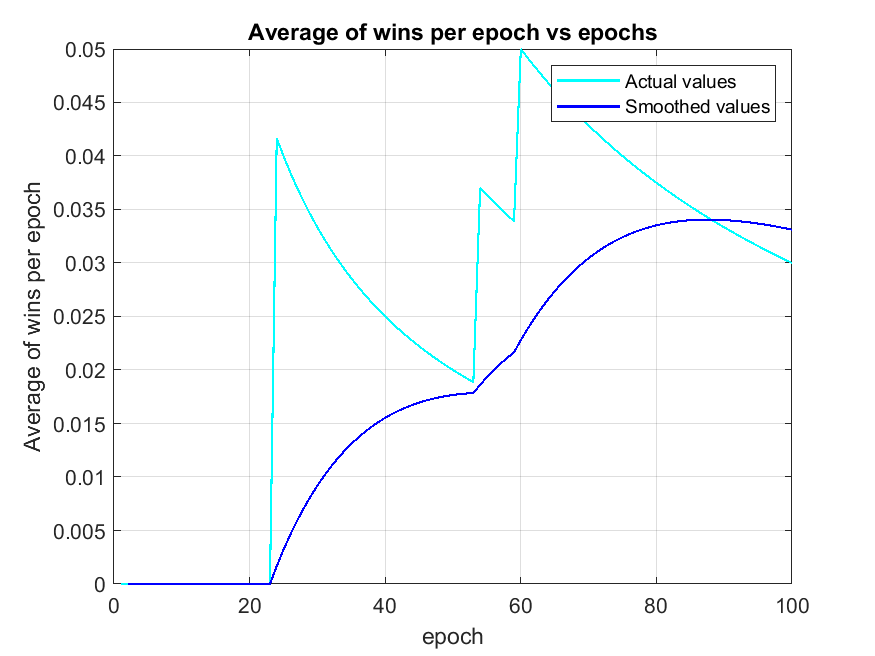 Average of wins per epoch vs epochs
0.05
0.045
0.04
0.035
0.03
0.025
0.02
0.015
0.01
0.005
0
Average of wins per epoch
Actual values
Smoothed values
0 20 40 60 80 100
epoch